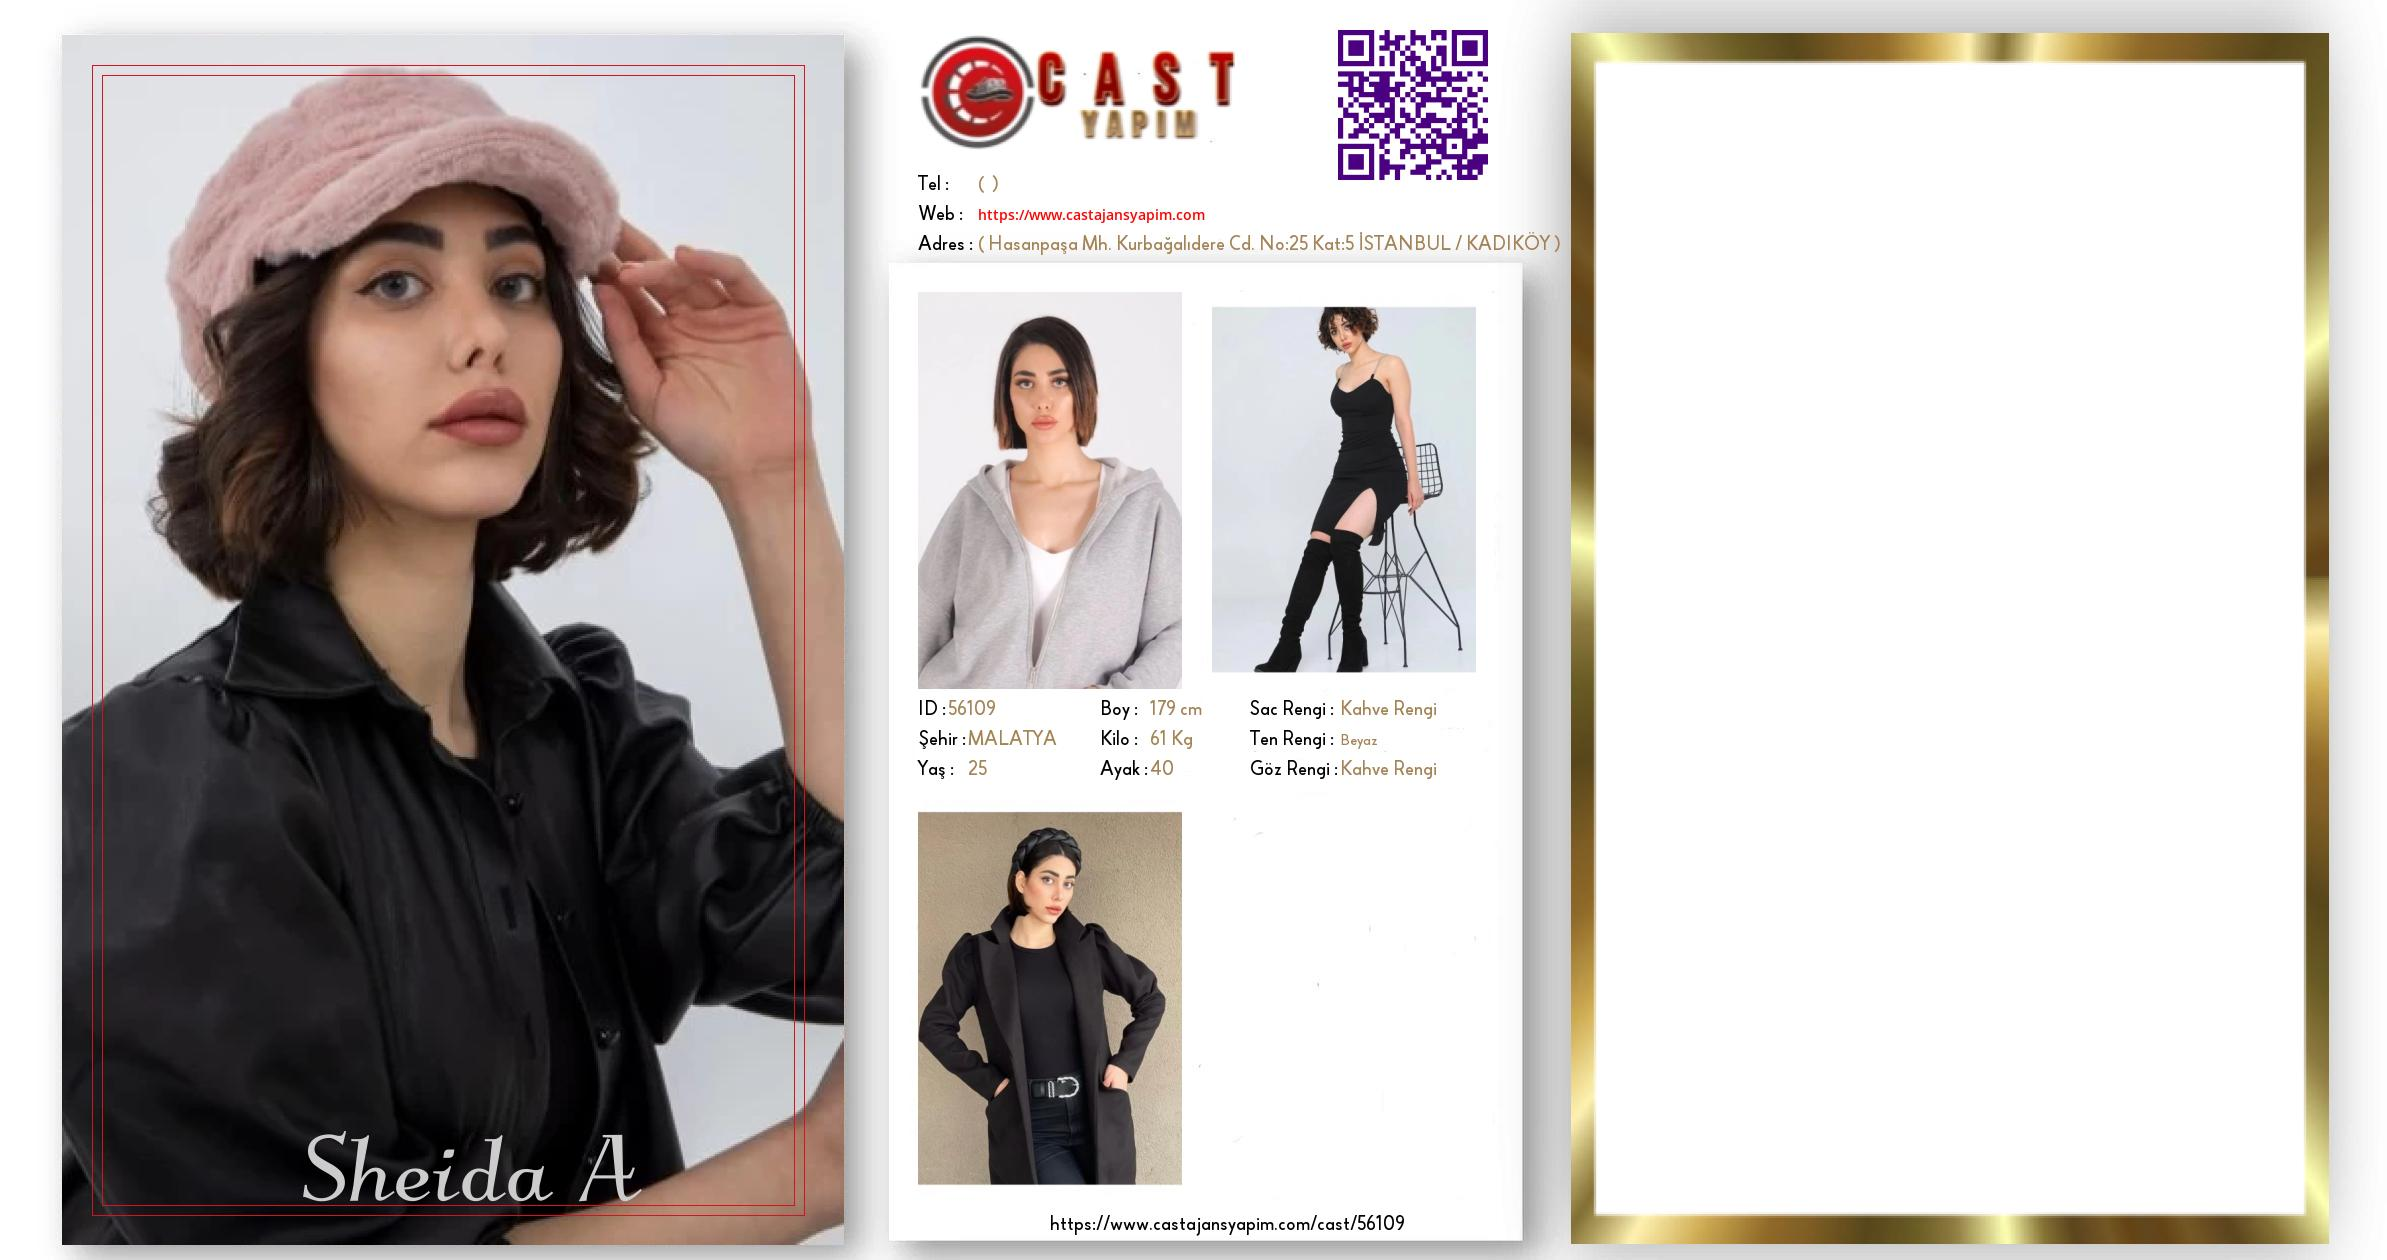 Sheida A
CAST
YAPIM
Tel : ( )
Web : https://www.castajansyapim.com
Adres : ( Hasanpaşa Mh. Kurbağalıdere Cd. No:25 Kat:5 İSTANBUL / KADIKÖY )
ID : 56109 Boy : 179 cm Sac Rengi : Kahve Rengi
Şehir : MALATYA Kilo : 61 Kg Ten Rengi : Beyaz
Yaş : 25 Ayak : 40 Göz Rengi : Kahve Rengi
https://www.castajansyapim.com/cast/56109